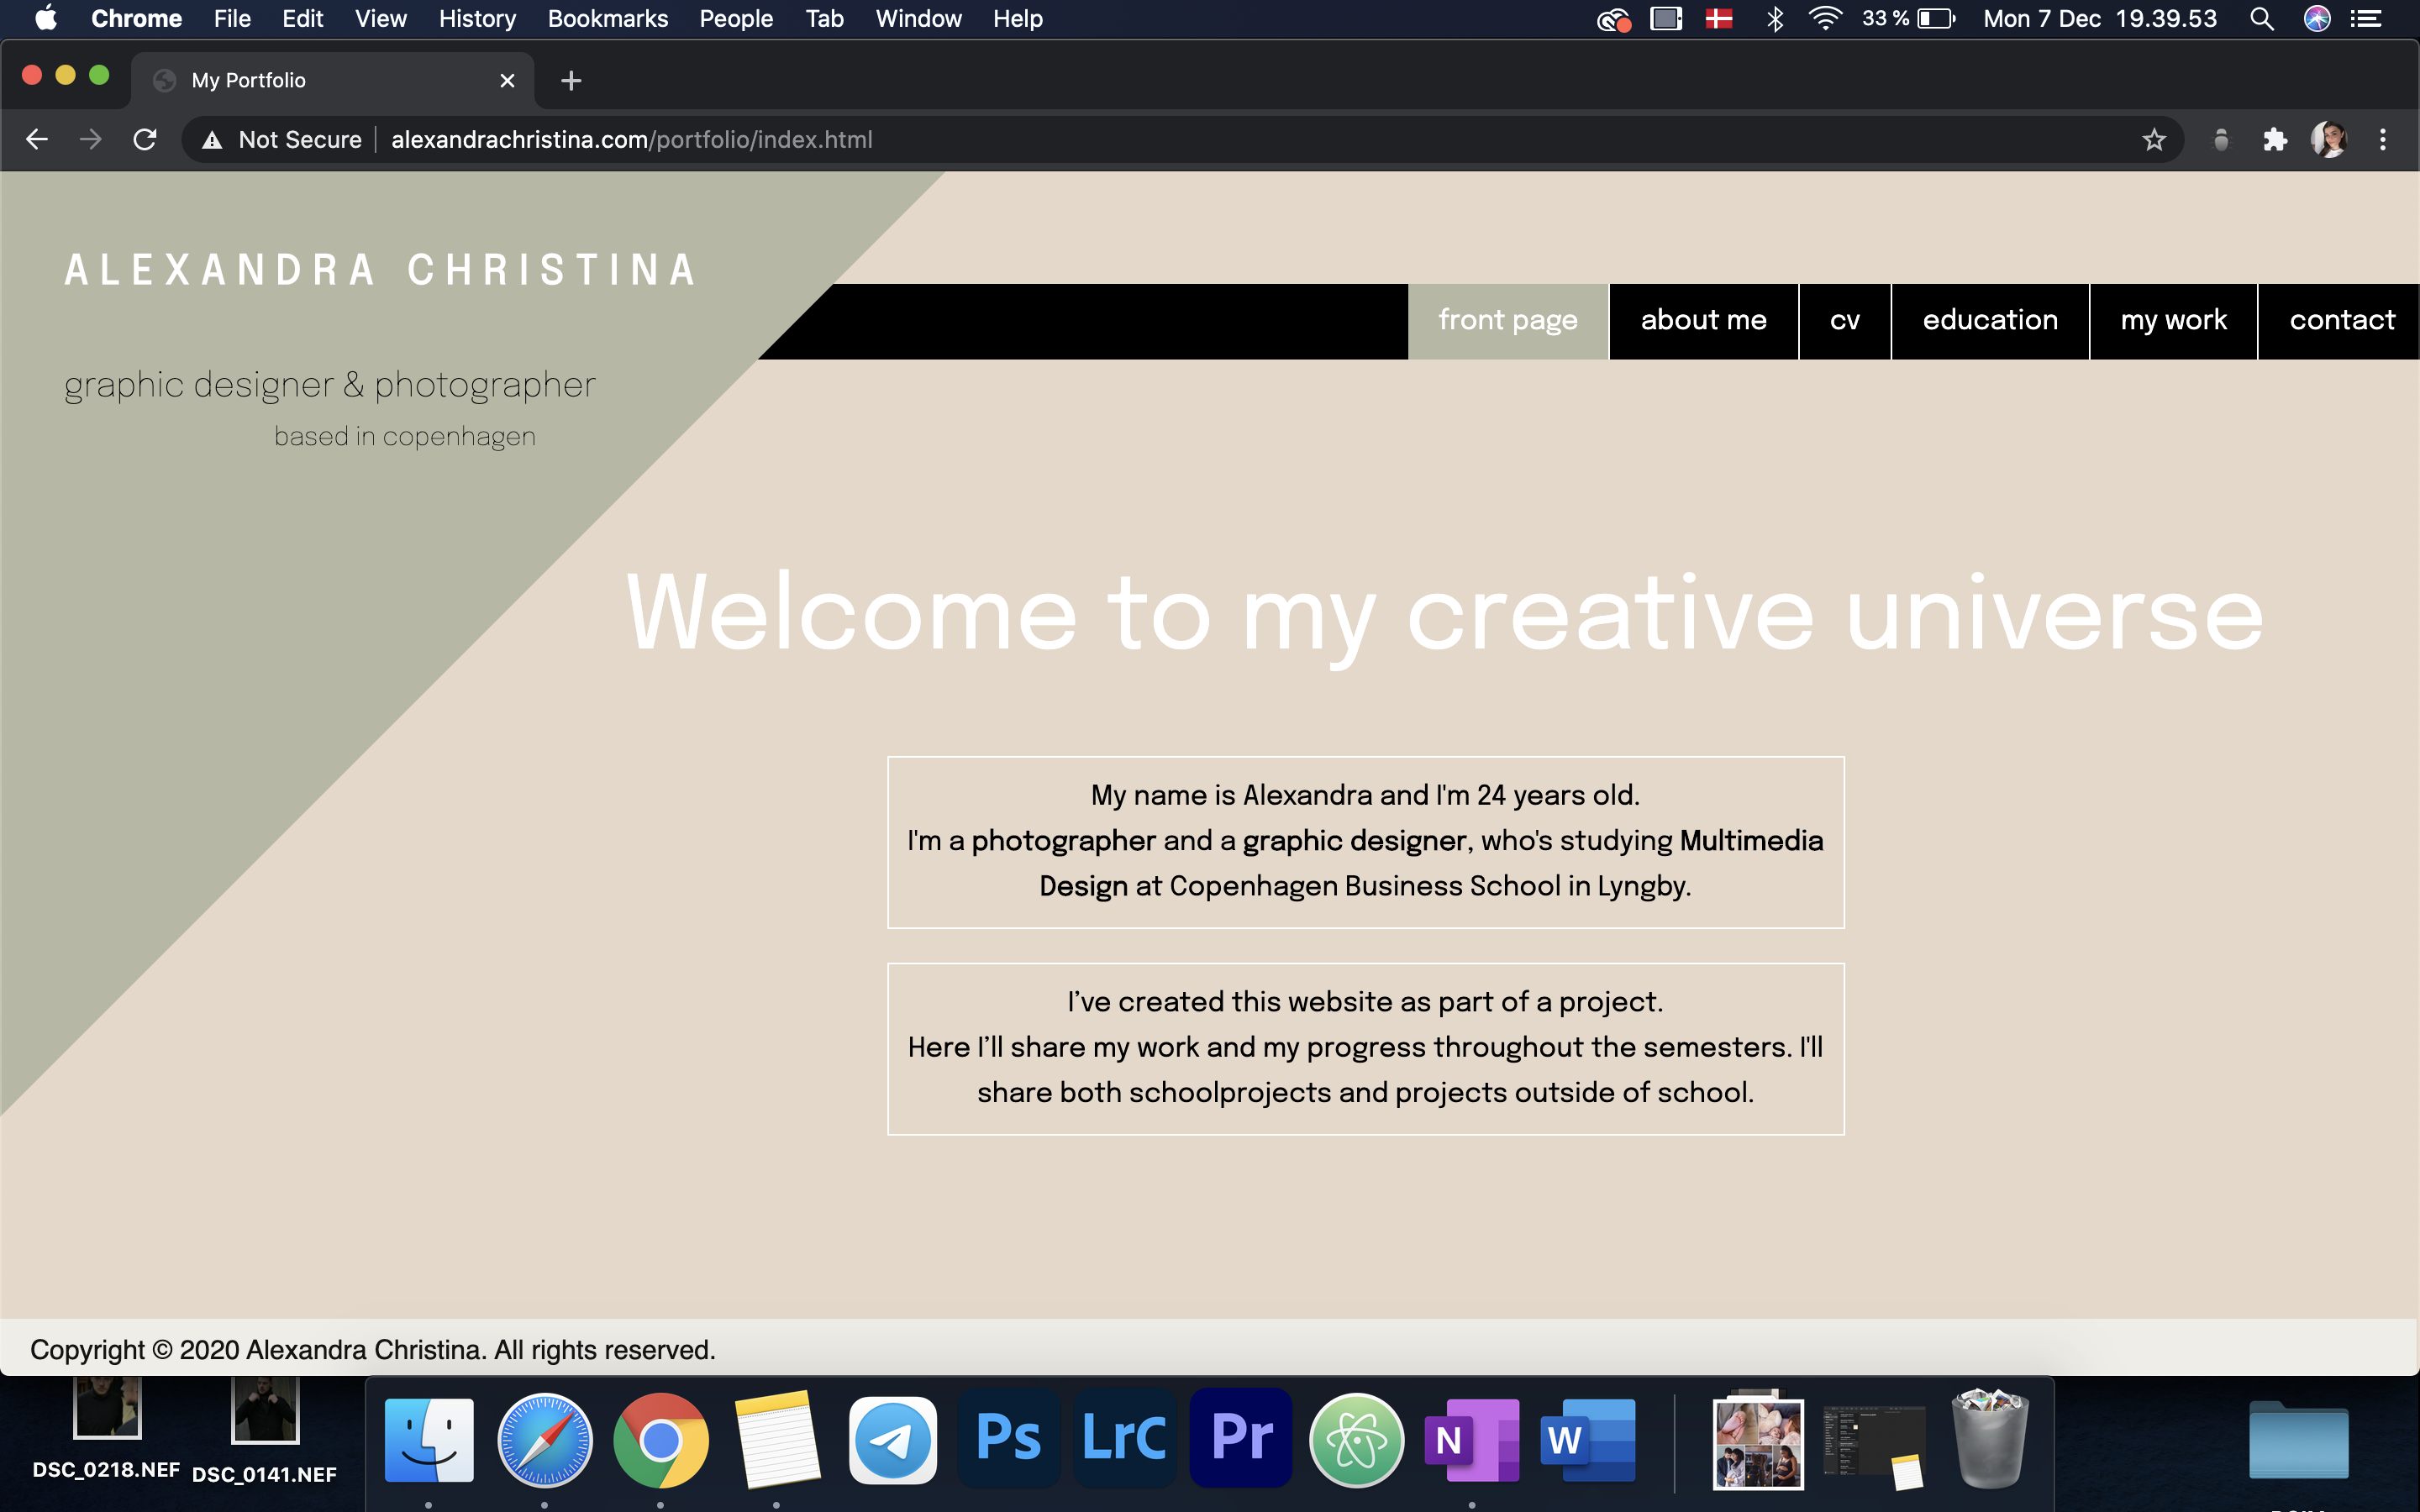 Chrome File Edit View History Bookmarks People Tab Window Help 33 % Mon 7 Dec 19.39.53
My Portfolio
Not Secure alexandrachristina.com/portfolio/index.html
ALEXANDRA CHRISTINA
front page about me cv education my work contact
graphic designer & photographer
based in copenhagen
Welcome to my creative universe
My name is Alexandra and I'm 24 years old.
I'm a photographer and a graphic designer, who's studying Multimedia
Design at Copenhagen Business School in Lyngby.
I’ve created this website as part of a project.
Here I’ll share my work and my progress throughout the semesters. I'll
share both schoolprojects and projects outside of school.
Copyright © 2020 Alexandra Christina. All rights reserved.
Ps LrC Pr N W
DSC_0218.NEF DSC_0141.NEF